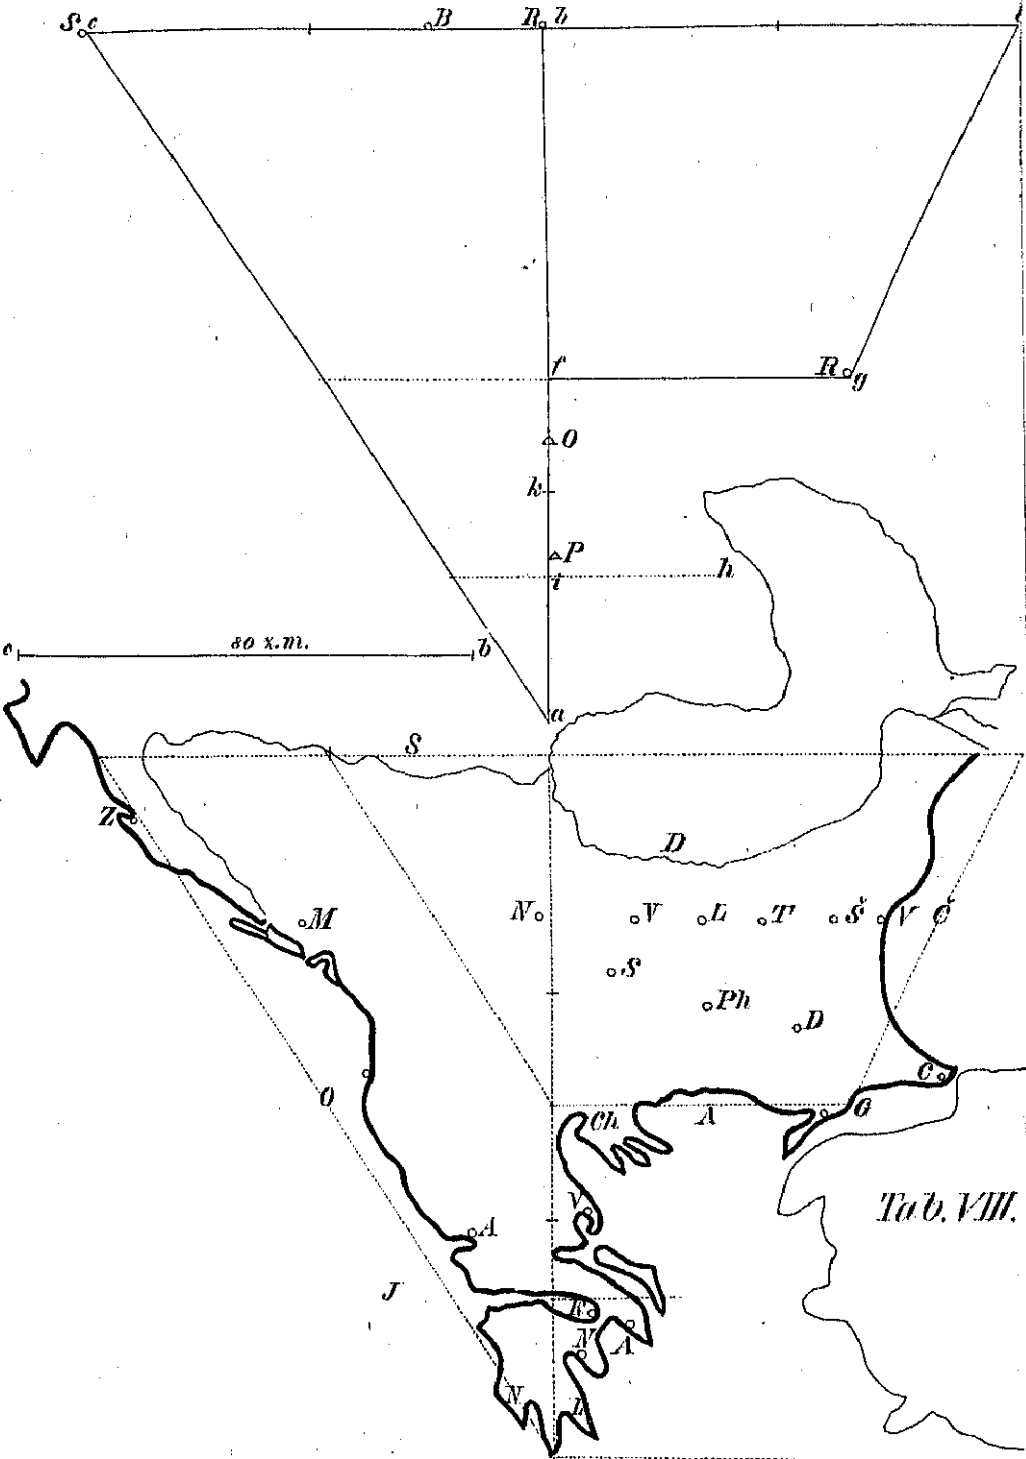 S c B R b
f R g
O
k
P
i h
c 80 x.m. b
a
S
Z D
M N V L T Š V Č
S
Ph
D
C
O Ch A G
V Tab. VIII.
A
J
N A
N L